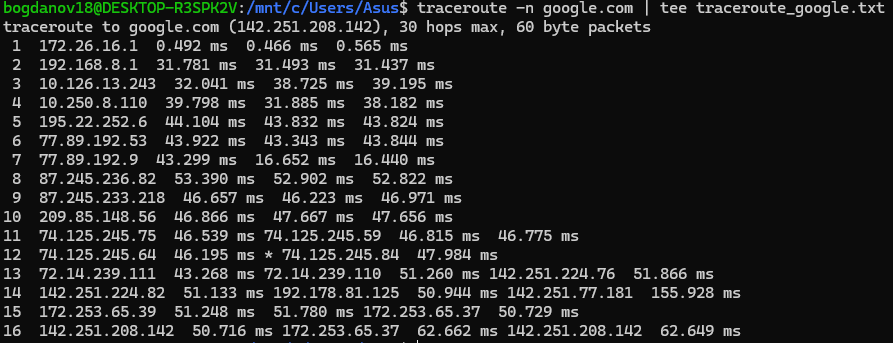 bogdanov18@DESKTOP-R3SPK2V:/mnt/c/Users/Asus$ traceroute -n google.com | tee traceroute_google.txt
traceroute to google.com (142.251.208.142), 30 hops max, 60 byte packets
 1  172.26.16.1  0.492 ms  0.466 ms  0.565 ms
 2  192.168.8.1  31.781 ms  31.493 ms  31.437 ms
 3  10.126.13.243  32.041 ms  38.725 ms  39.195 ms
 4  10.250.8.110  39.798 ms  31.885 ms  38.182 ms
 5  195.22.252.6  44.104 ms  43.832 ms  43.824 ms
 6  77.89.192.53  43.922 ms  43.343 ms  43.844 ms
 7  77.89.192.9  43.299 ms  16.652 ms  16.440 ms
 8  87.245.236.82  53.390 ms  52.902 ms  52.822 ms
 9  87.245.233.218  46.657 ms  46.223 ms  46.971 ms
10  209.85.148.56  46.866 ms  47.667 ms  47.656 ms
11  74.125.245.75  46.539 ms 74.125.245.59  46.815 ms  46.775 ms
12  74.125.245.64  46.195 ms * 74.125.245.84  47.984 ms
13  72.14.239.111  43.268 ms 72.14.239.110  51.260 ms 142.251.224.76  51.866 ms
14  142.251.224.82  51.133 ms 192.178.81.125  50.944 ms 142.251.77.181  155.928 ms
15  172.253.65.39  51.248 ms  51.780 ms 172.253.65.37  50.729 ms
16  142.251.208.142  50.716 ms 172.253.65.37  62.662 ms 142.251.208.142  62.649 ms